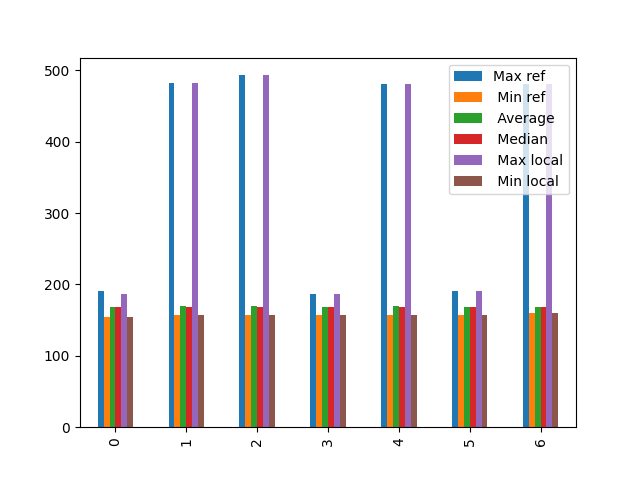 500
400
300
200
100
0
Max ref
Min ref
Average
Median
Max local
Min local
0 1 2 3 4 5 6